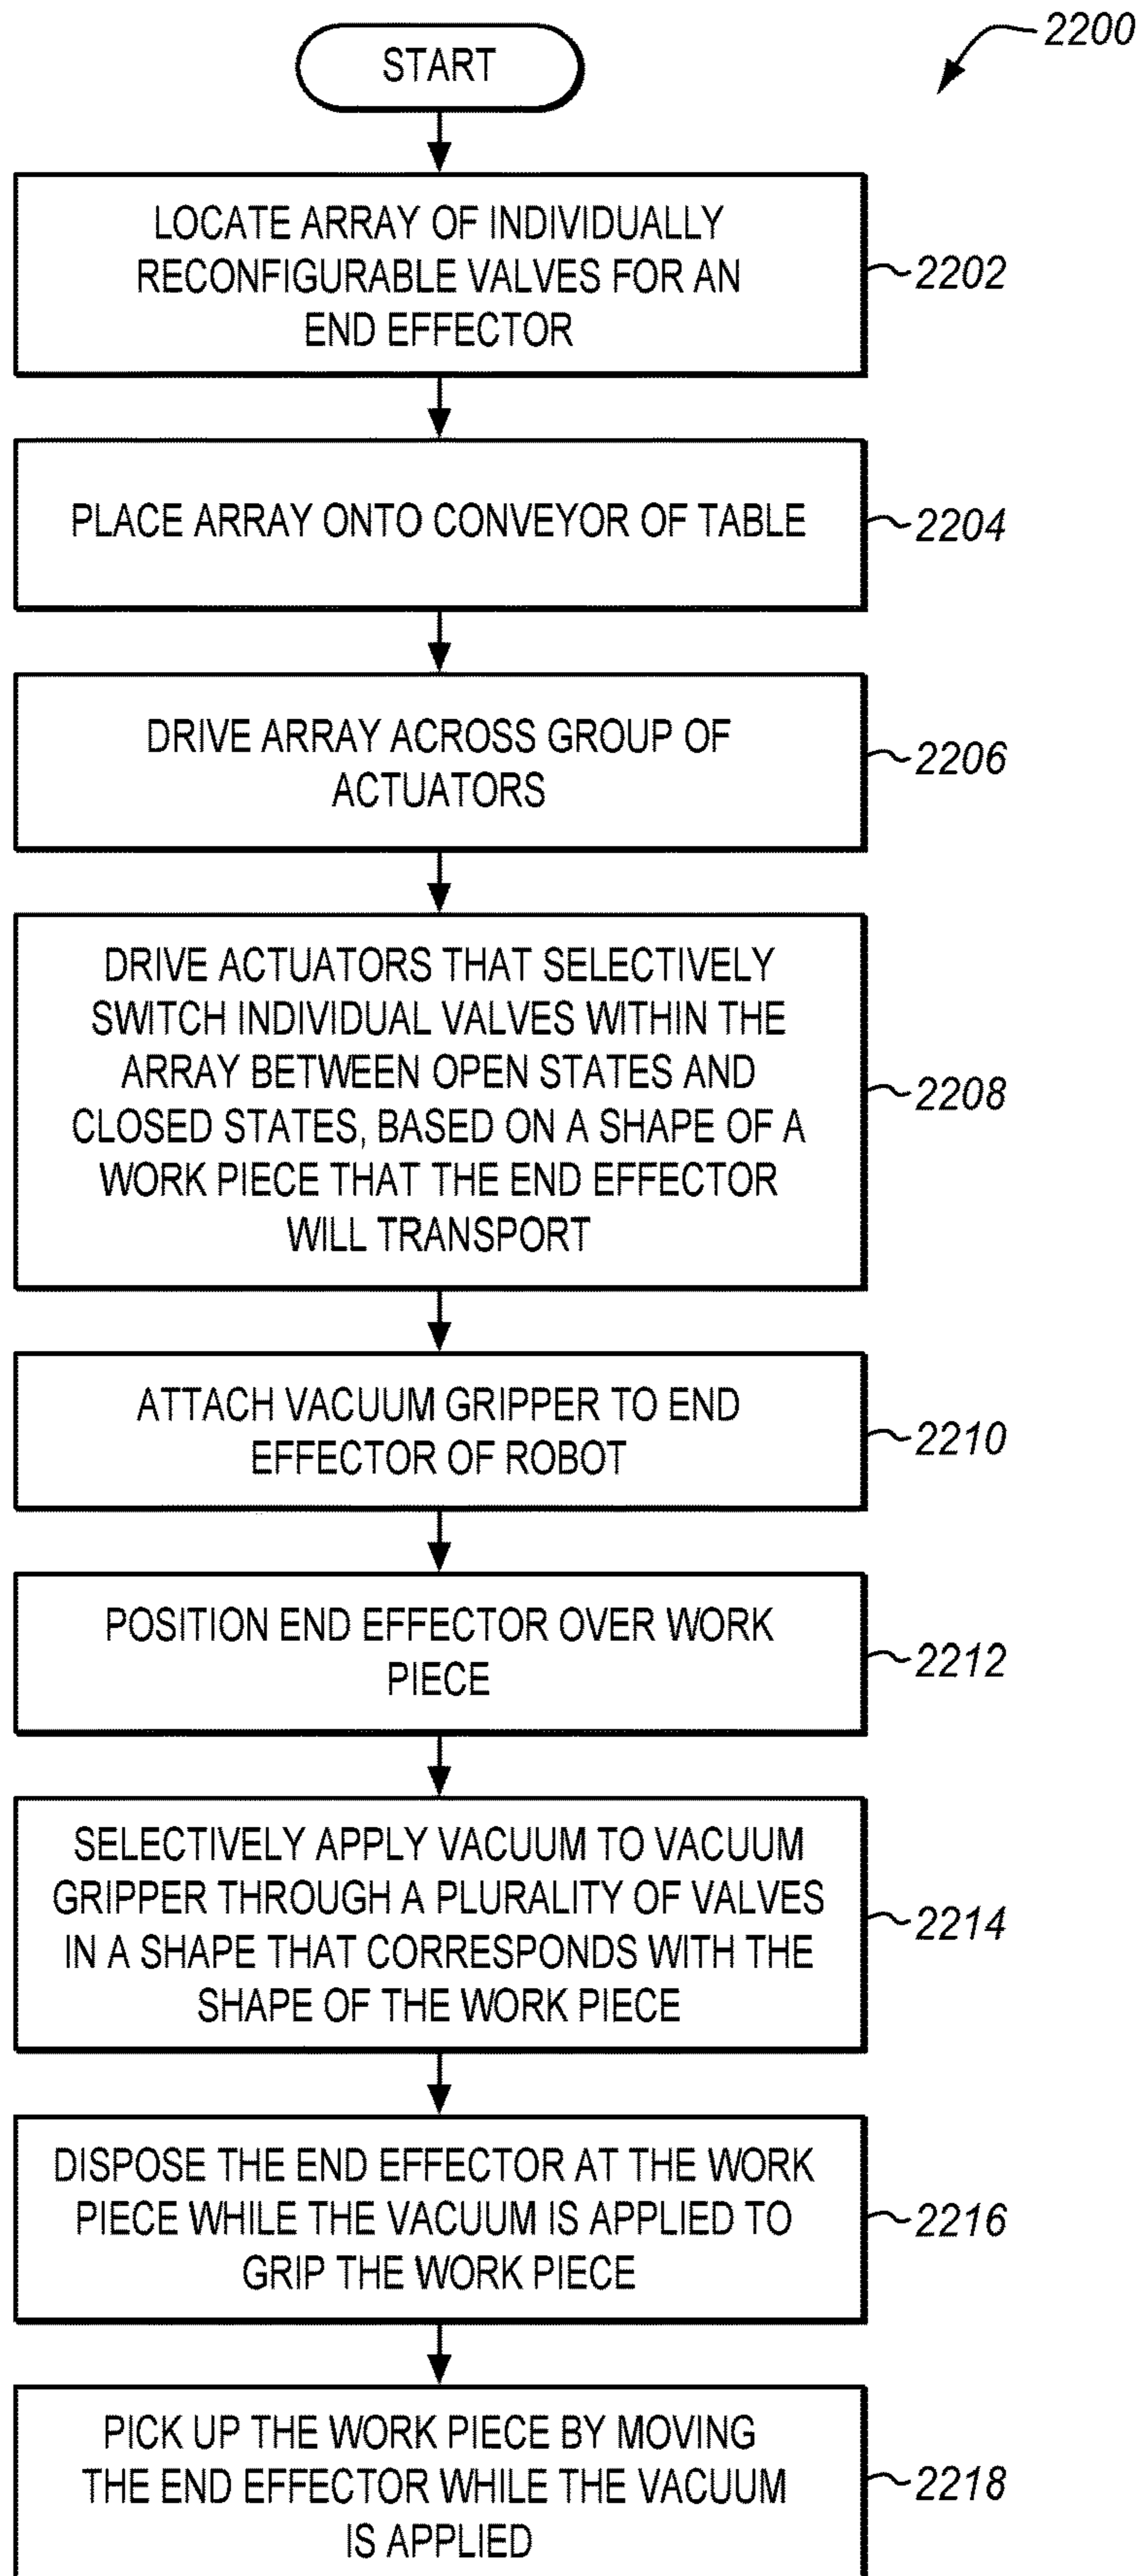 2200
START
LOCATE ARRAY OF INDIVIDUALLY
RECONFIGURABLE VALVES FOR AN
END EFFECTOR
2202
PLACE ARRAY ONTO CONVEYOR OF TABLE
2204
DRIVE ARRAY ACROSS GROUP OF
ACTUATORS
2206
DRIVE ACTUATORS THAT SELECTIVELY
SWITCH INDIVIDUAL VALVES WITHIN THE
ARRAY BETWEEN OPEN STATES AND
CLOSED STATES, BASED ON A SHAPE OF A
WORK PIECE THAT THE END EFFECTOR
WILL TRANSPORT
2208
ATTACH VACUUM GRIPPER TO END
EFFECTOR OF ROBOT
2210
POSITION END EFFECTOR OVER WORK
PIECE
2212
SELECTIVELY APPLY VACUUM TO VACUUM
GRIPPER THROUGH A PLURALITY OF VALVES
IN A SHAPE THAT CORRESPONDS WITH THE
SHAPE OF THE WORK PIECE
2214
DISPOSE THE END EFFECTOR AT THE WORK
PIECE WHILE THE VACUUM IS APPLIED TO
GRIP THE WORK PIECE
2216
PICK UP THE WORK PIECE BY MOVING
THE END EFFECTOR WHILE THE VACUUM
IS APPLIED
2218